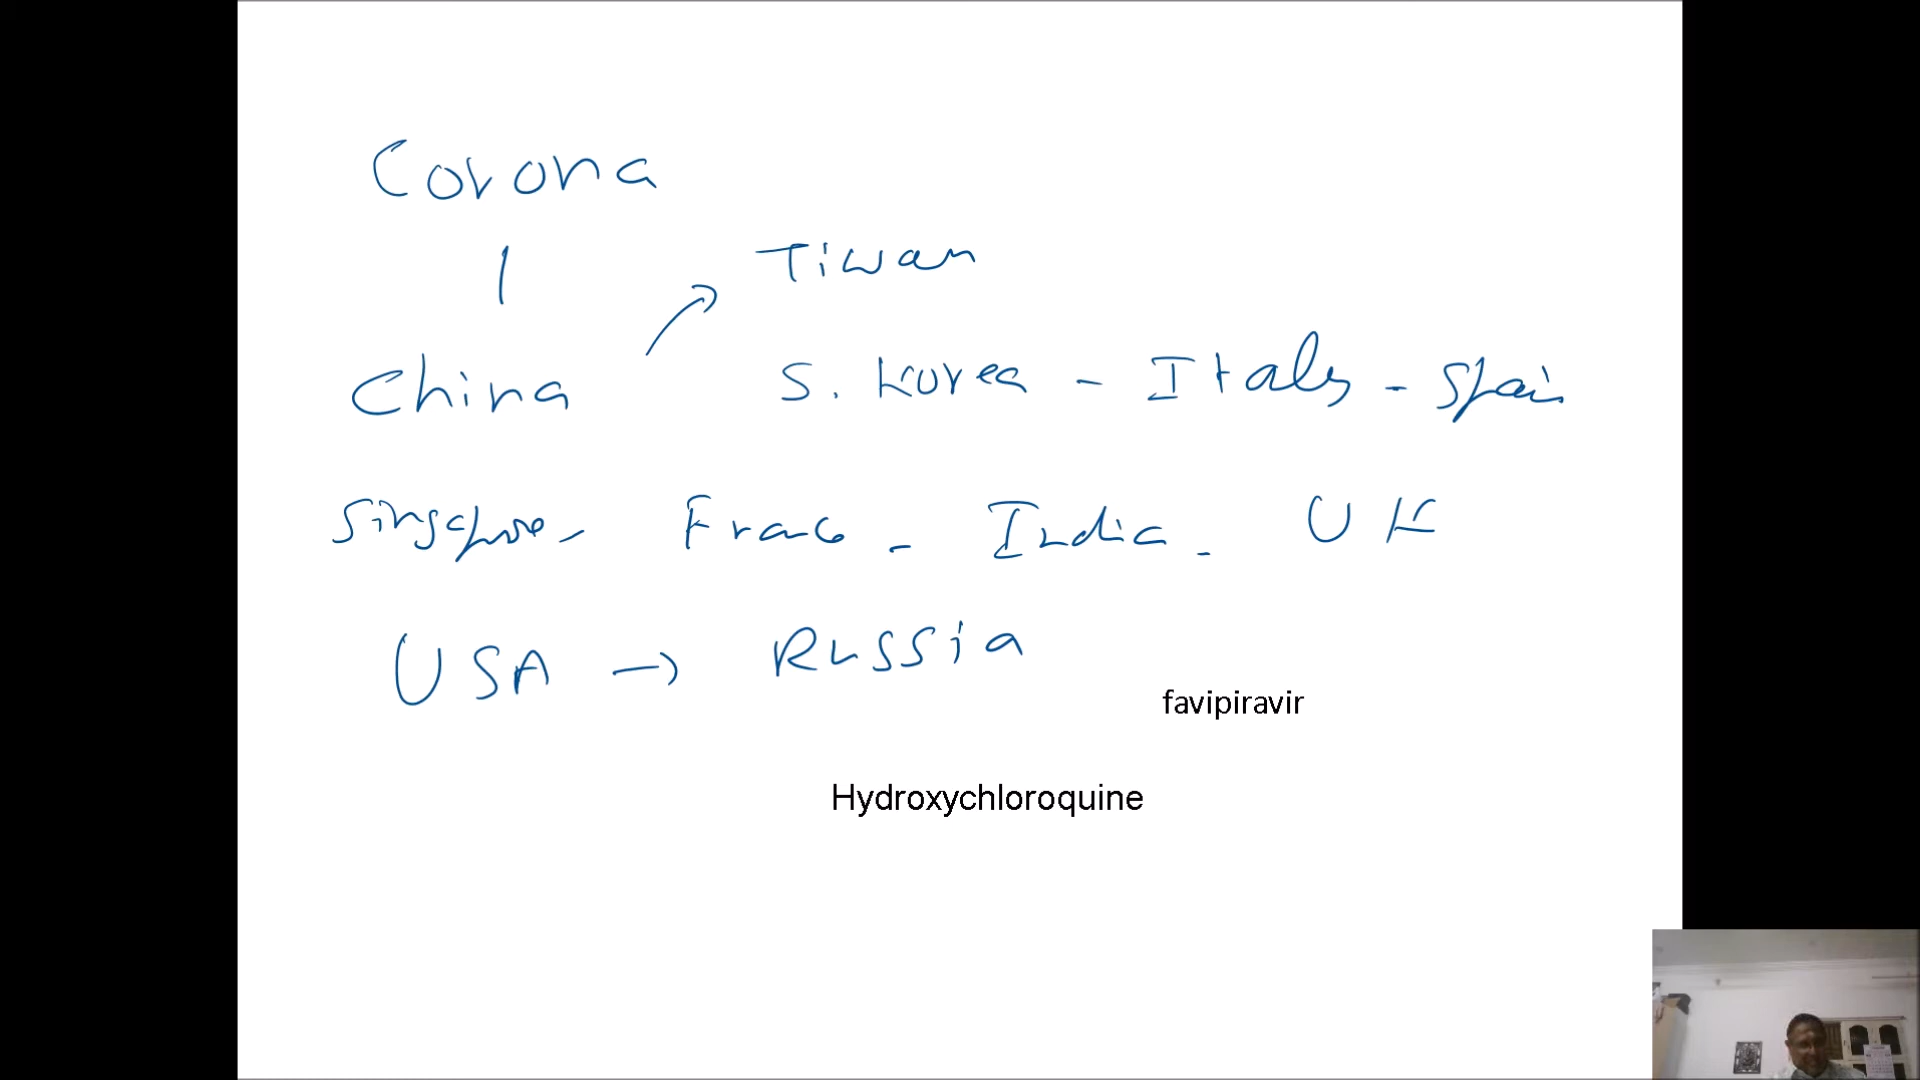 Corona
Tiwan
China
S. Korea - Italy - Spain
Singapore - Franc - India - UK
USA → Russia
favipiravir
Hydroxychloroquine